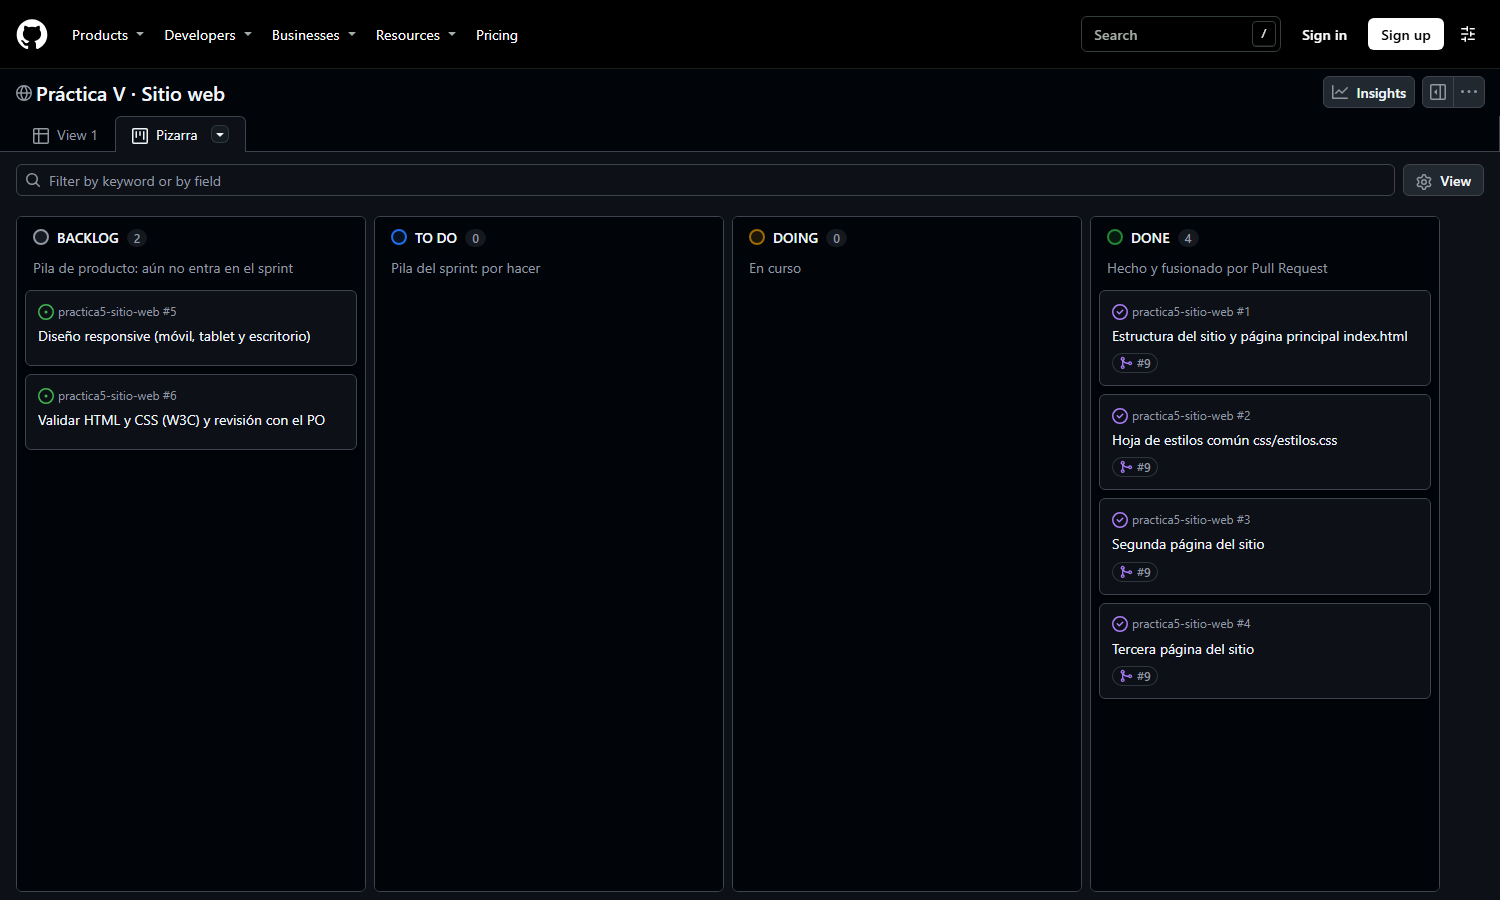 Products Developers Businesses Resources Pricing Search / Sign in Sign up
Práctica V · Sitio web
Insights
View 1
Pizarra
Filter by keyword or by field
View
BACKLOG 2
Pila de producto: aún no entra en el sprint
practica5-sitio-web #5
Diseño responsive (móvil, tablet y escritorio)
practica5-sitio-web #6
Validar HTML y CSS (W3C) y revisión con el PO
TO DO 0
Pila del sprint: por hacer
DOING 0
En curso
DONE 4
Hecho y fusionado por Pull Request
practica5-sitio-web #1
Estructura del sitio y página principal index.html
#9
practica5-sitio-web #2
Hoja de estilos común css/estilos.css
#9
practica5-sitio-web #3
Segunda página del sitio
#9
practica5-sitio-web #4
Tercera página del sitio
#9